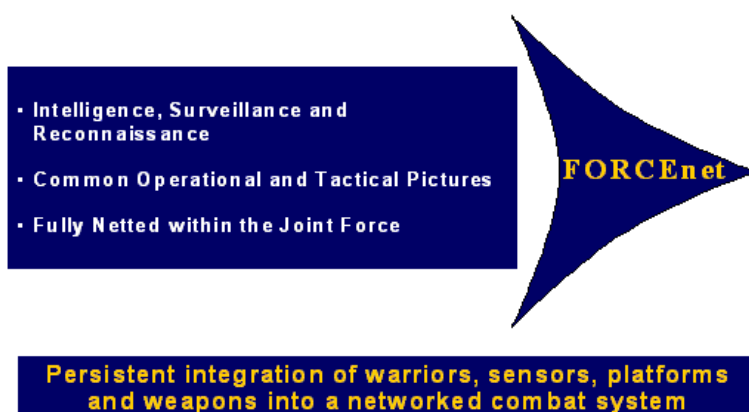 • Intelligence, Surveillance and
Reconnaissance
• Common Operational and Tactical Pictures
• Fully Netted within the Joint Force
FORCEnet
Persistent integration of warriors, sensors, platforms
and weapons into a networked combat system